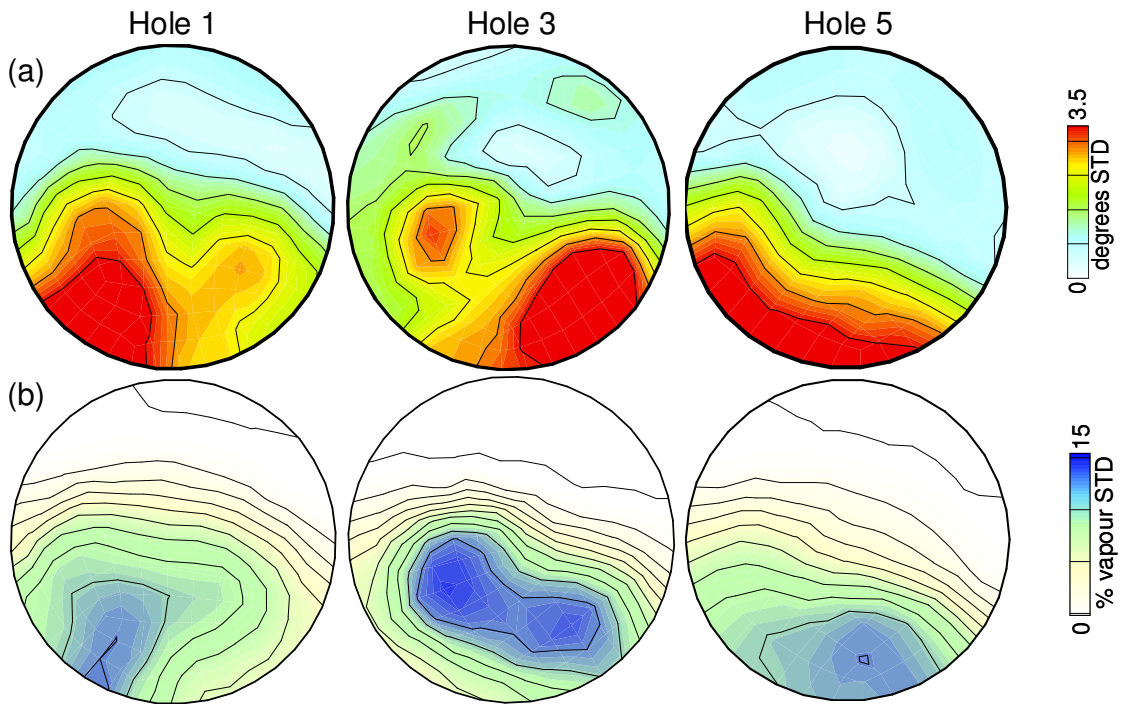 Hole 1
Hole 3
Hole 5
(a)
0 degrees STD 3.5
(b)
0 % vapour STD 15